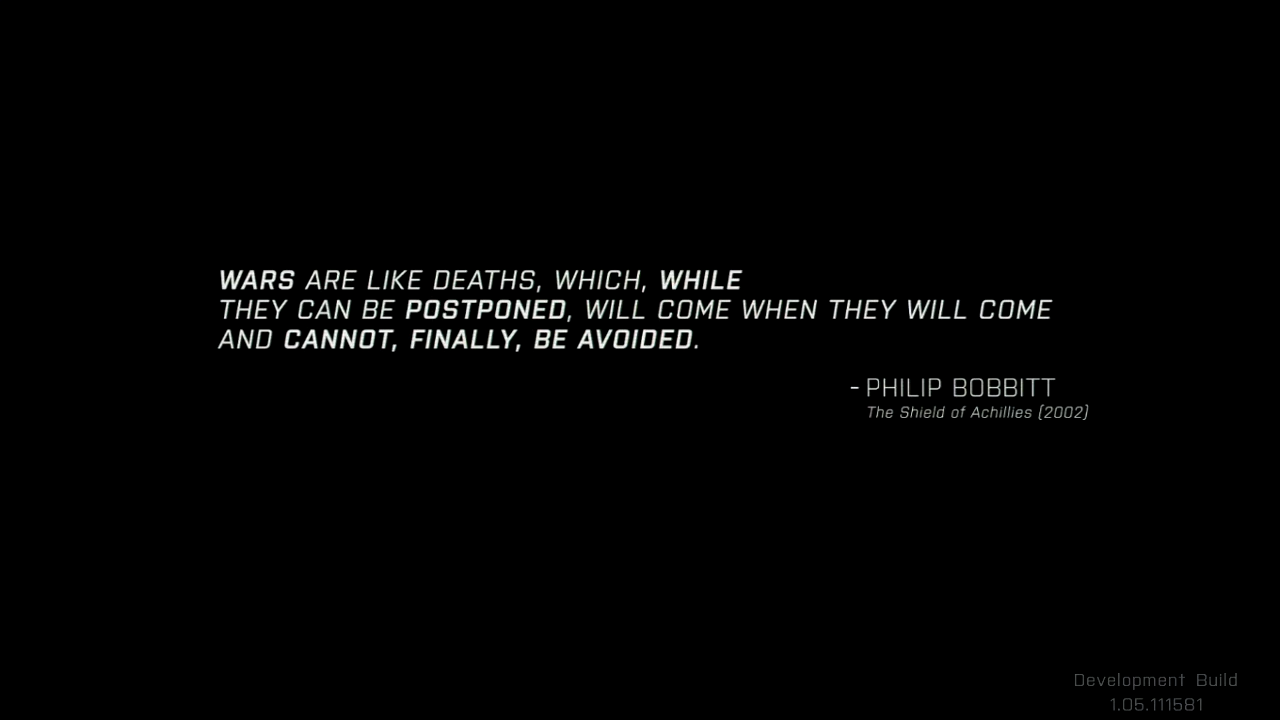 WARS ARE LIKE DEATHS, WHICH, WHILE
THEY CAN BE POSTPONED, WILL COME WHEN THEY WILL COME
AND CANNOT, FINALLY, BE AVOIDED.
- PHILIP BOBBITT
The Shield of Achillies (2002)
Development Build
1.05.111581